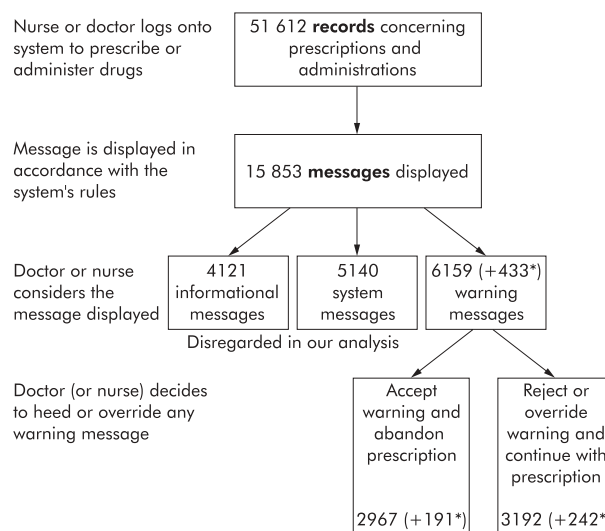 Nurse or doctor logs onto
system to prescribe or
administer drugs
51 612 records concerning
prescriptions and
administrations
Message is displayed in
accordance with the
system's rules
15 853 messages displayed
Doctor or nurse
considers the
message displayed
4121
informational
messages
5140
system
messages
6159 (+433*)
warning
messages
Disregarded in our analysis
Doctor (or nurse) decides
to heed or override any
warning message
Accept
warning and
abandon
prescription
2967 (+191*)
Reject or
override
warning and
continue with
prescription
3192 (+242*